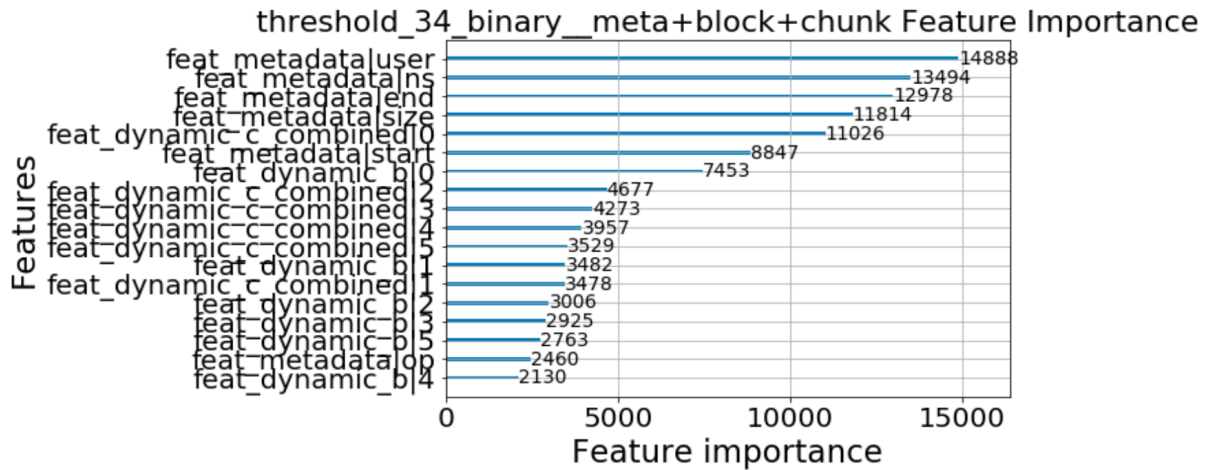 threshold_34_binary__meta+block+chunk Feature Importance
feat_metadata|user 14888
feat_metadata|ns 13494
feat_metadata|end 12978
feat_metadata|size 11814
feat_dynamic_c_combined|0 11026
feat_metadata|start 8847
feat_dynamic_b|0 7453
feat_dynamic_c_combined|2 4677
feat_dynamic_c_combined|3 4273
feat_dynamic_c_combined|4 3957
feat_dynamic_c_combined|5 3529
feat_dynamic_b|1 3482
feat_dynamic_c_combined|1 3478
feat_dynamic_b|2 3006
feat_dynamic_b|3 2925
feat_dynamic_b|5 2763
feat_metadata|op 2460
feat_dynamic_b|4 2130
Features
0 5000 10000 15000
Feature importance